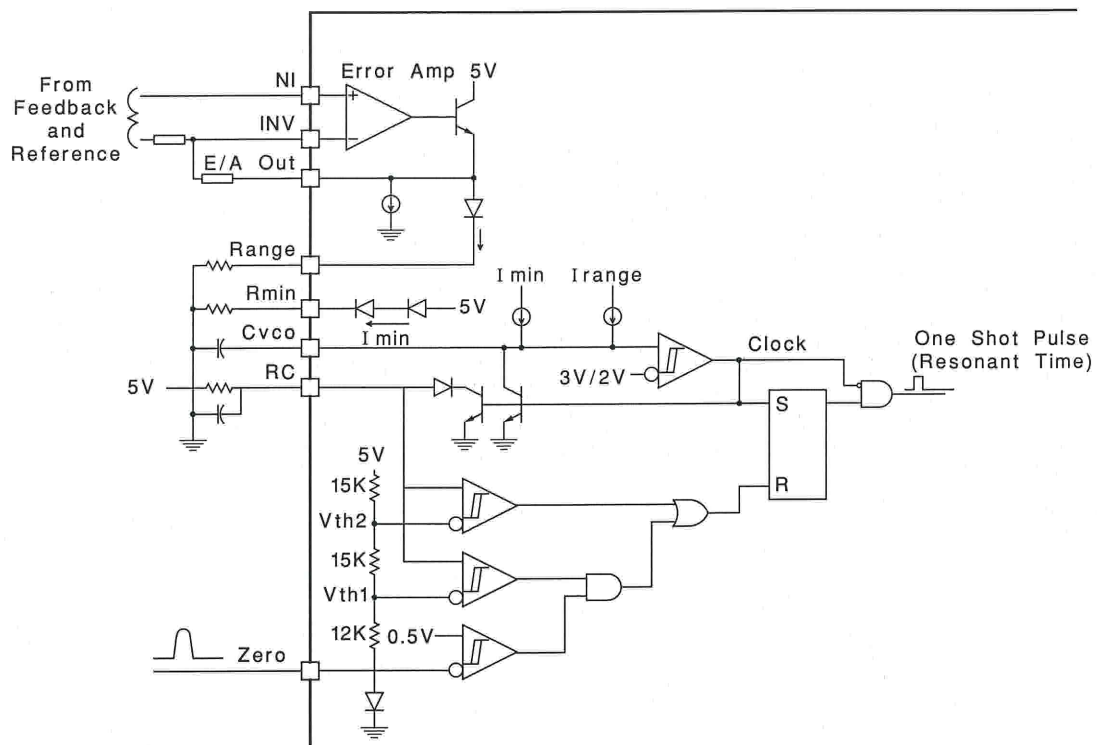 Error Amp 5V
From
Feedback
and
Reference
NI
INV
E/A Out
+
−
Range
Rmin
Cvco
RC
5V
5V
I min
I min
I range
3V/2V
Clock
One Shot Pulse
(Resonant Time)
S
R
5V
15K
Vth2
15K
Vth1
12K
0.5V
Zero